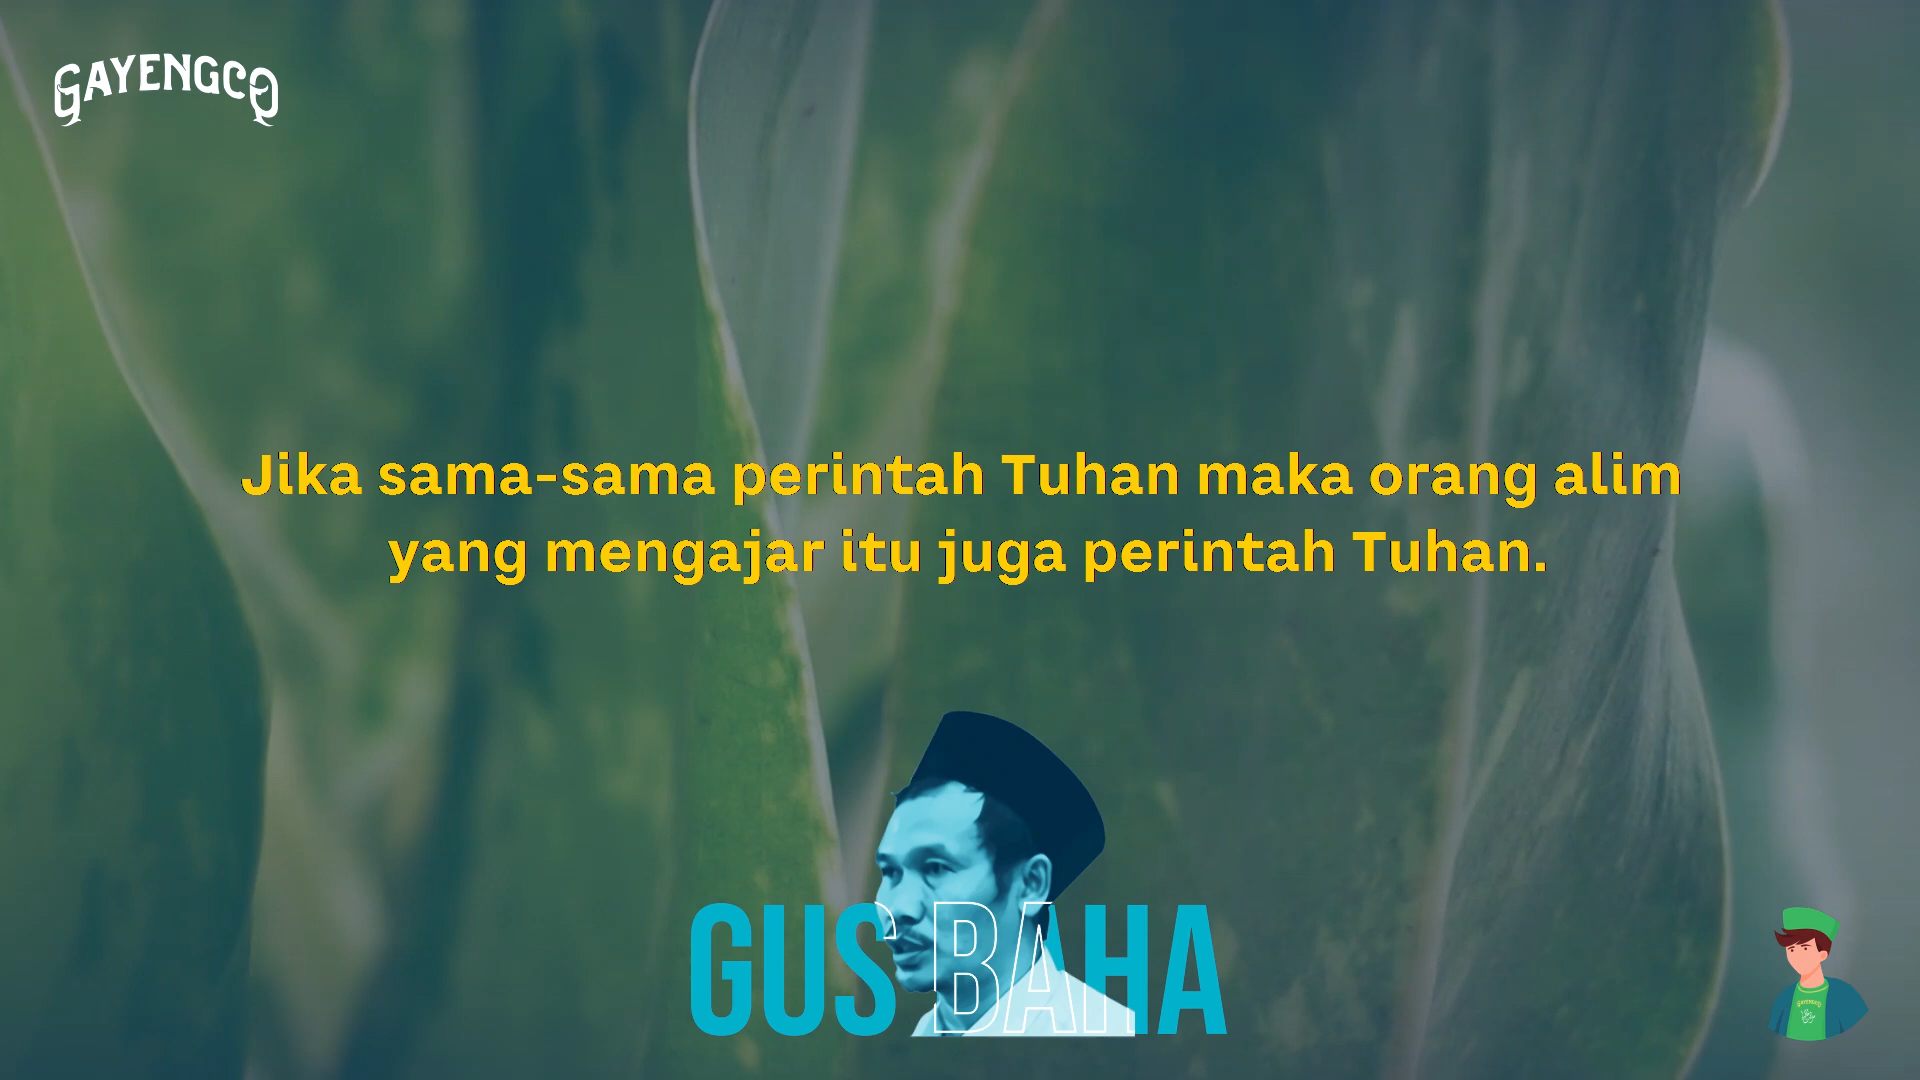 GAYENGCO
Jika sama-sama perintah Tuhan maka orang alim
yang mengajar itu juga perintah Tuhan.
GUS BAHA